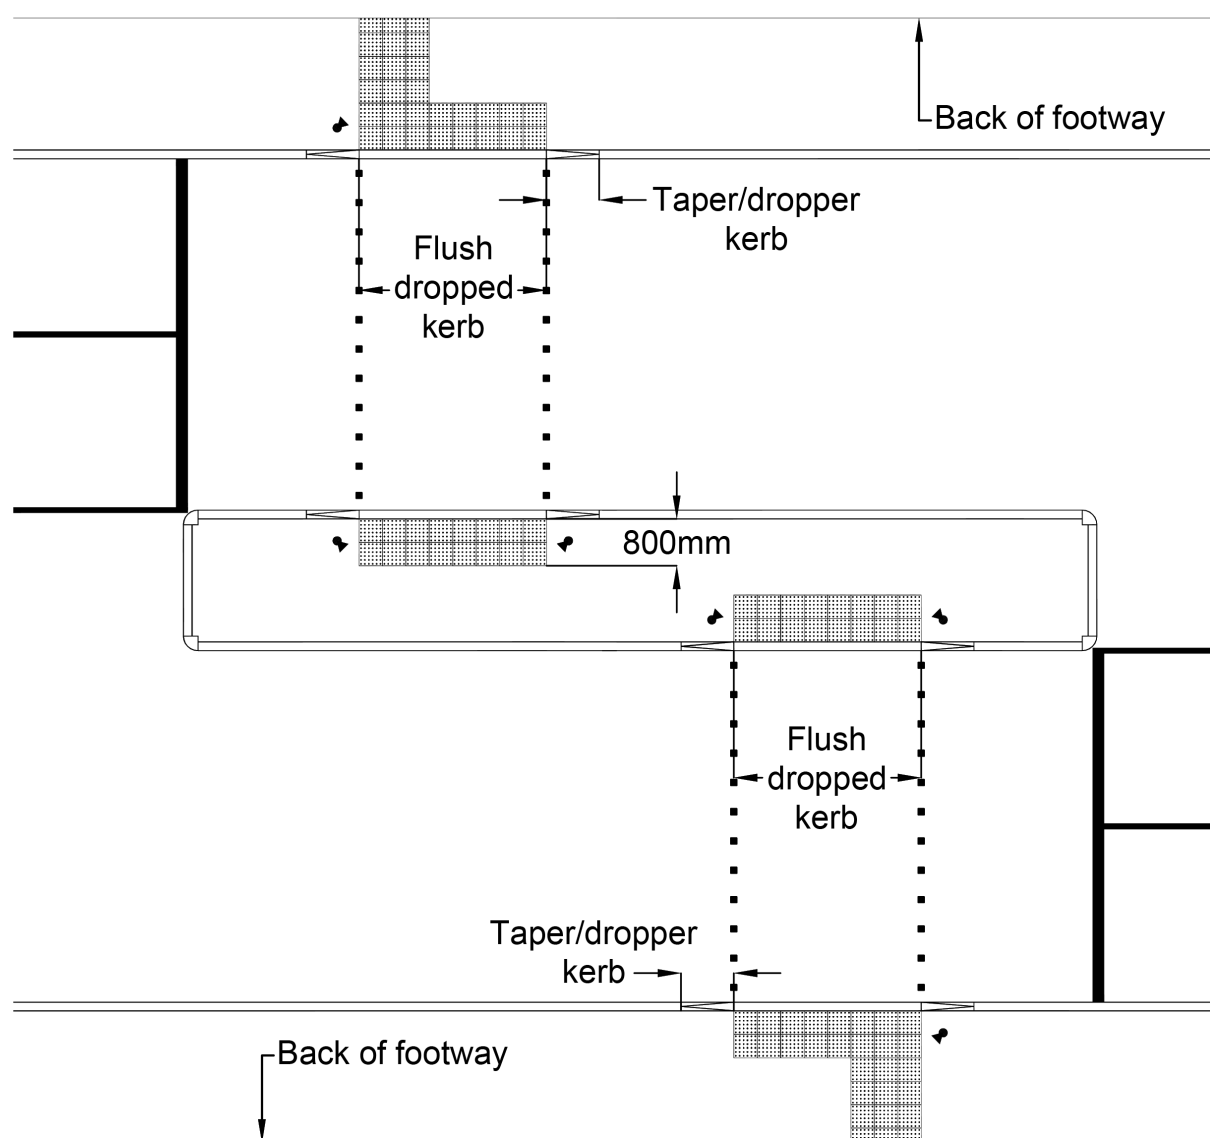 Back of footway
Taper/dropper
kerb
Flush
dropped
kerb
800mm
Flush
dropped
kerb
Taper/dropper
kerb
Back of footway